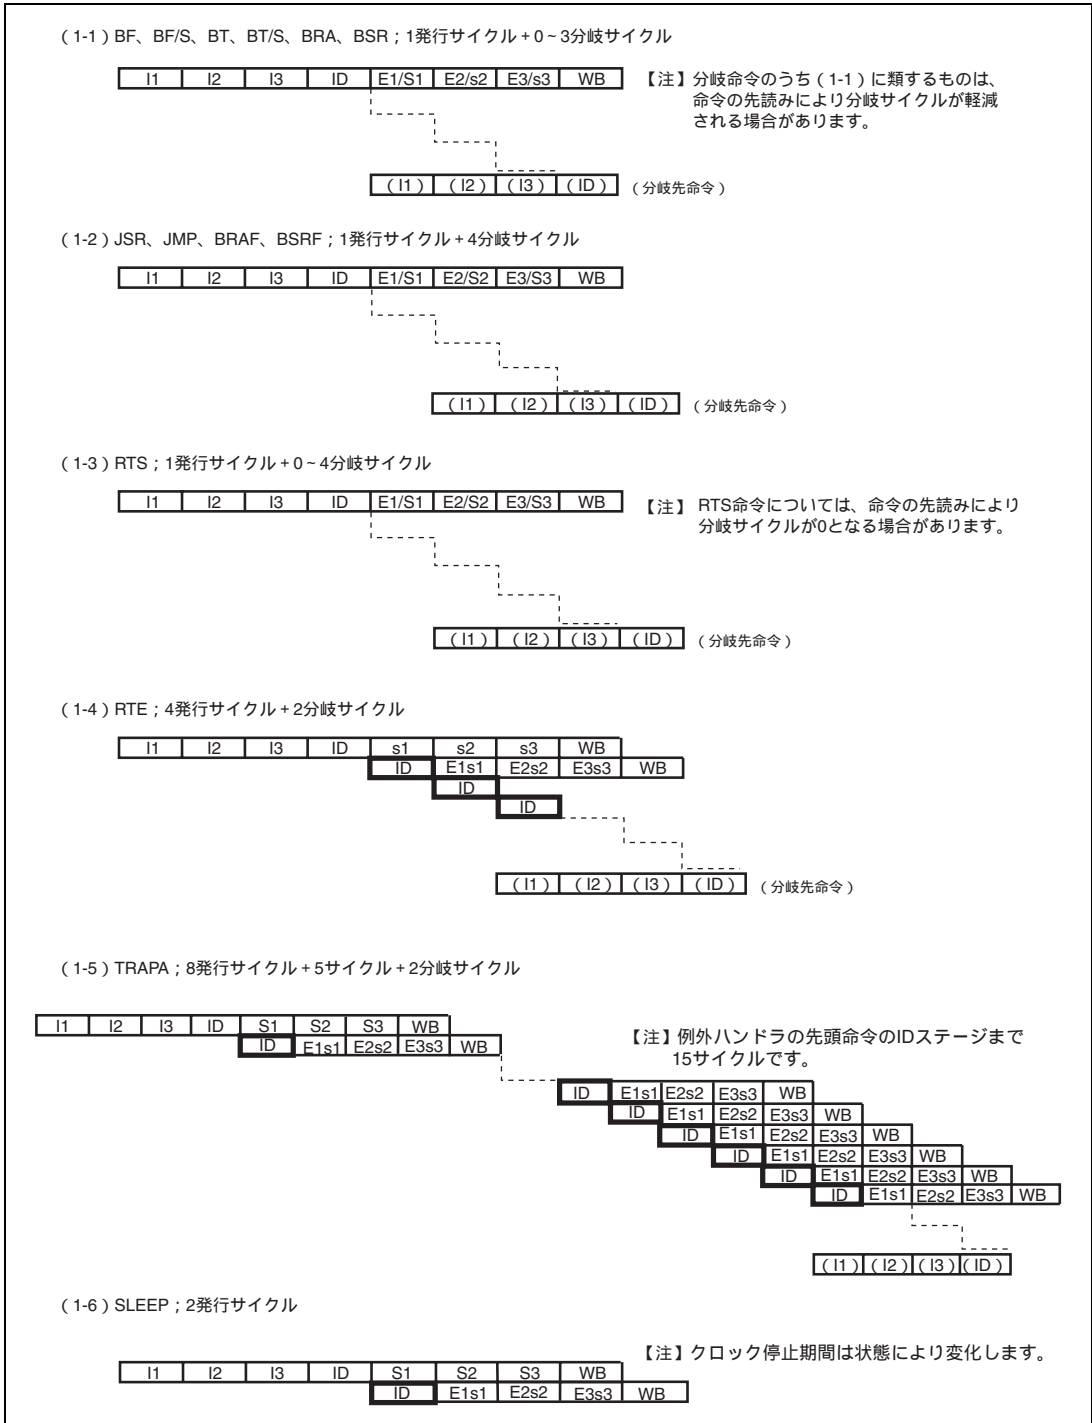 （1-1）BF、BF/S、BT、BT/S、BRA、BSR；1発行サイクル＋0～3分岐サイクル
I1 I2 I3 ID E1/S1 E2/s2 E3/s3 WB
【注】分岐命令のうち（1-1）に類するものは、
命令の先読みにより分岐サイクルが軽減
される場合があります。
（I1）（I2）（I3）（ID）（分岐先命令）
（1-2）JSR、JMP、BRAF、BSRF；1発行サイクル＋4分岐サイクル
I1 I2 I3 ID E1/S1 E2/S2 E3/S3 WB
（I1）（I2）（I3）（ID）（分岐先命令）
（1-3）RTS；1発行サイクル＋0～4分岐サイクル
I1 I2 I3 ID E1/S1 E2/S2 E3/S3 WB
【注】RTS命令については、命令の先読みにより
分岐サイクルが0となる場合があります。
（I1）（I2）（I3）（ID）（分岐先命令）
（1-4）RTE；4発行サイクル＋2分岐サイクル
I1 I2 I3 ID s1 s2 s3 WB
ID E1s1 E2s2 E3s3 WB
ID
ID
（I1）（I2）（I3）（ID）（分岐先命令）
（1-5）TRAPA；8発行サイクル＋5サイクル＋2分岐サイクル
I1 I2 I3 ID S1 S2 S3 WB
ID E1s1 E2s2 E3s3 WB
【注】例外ハンドラの先頭命令のIDステージまで
15サイクルです。
ID E1s1 E2s2 E3s3 WB
ID E1s1 E2s2 E3s3 WB
ID E1s1 E2s2 E3s3 WB
ID E1s1 E2s2 E3s3 WB
ID E1s1 E2s2 E3s3 WB
ID E1s1 E2s2 E3s3 WB
（I1）（I2）（I3）（ID）
（1-6）SLEEP；2発行サイクル
【注】クロック停止期間は状態により変化します。
I1 I2 I3 ID S1 S2 S3 WB
ID E1s1 E2s2 E3s3 WB